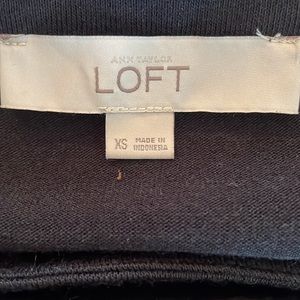 ANN TAYLOR
LOFT
XS
MADE IN
INDONESIA